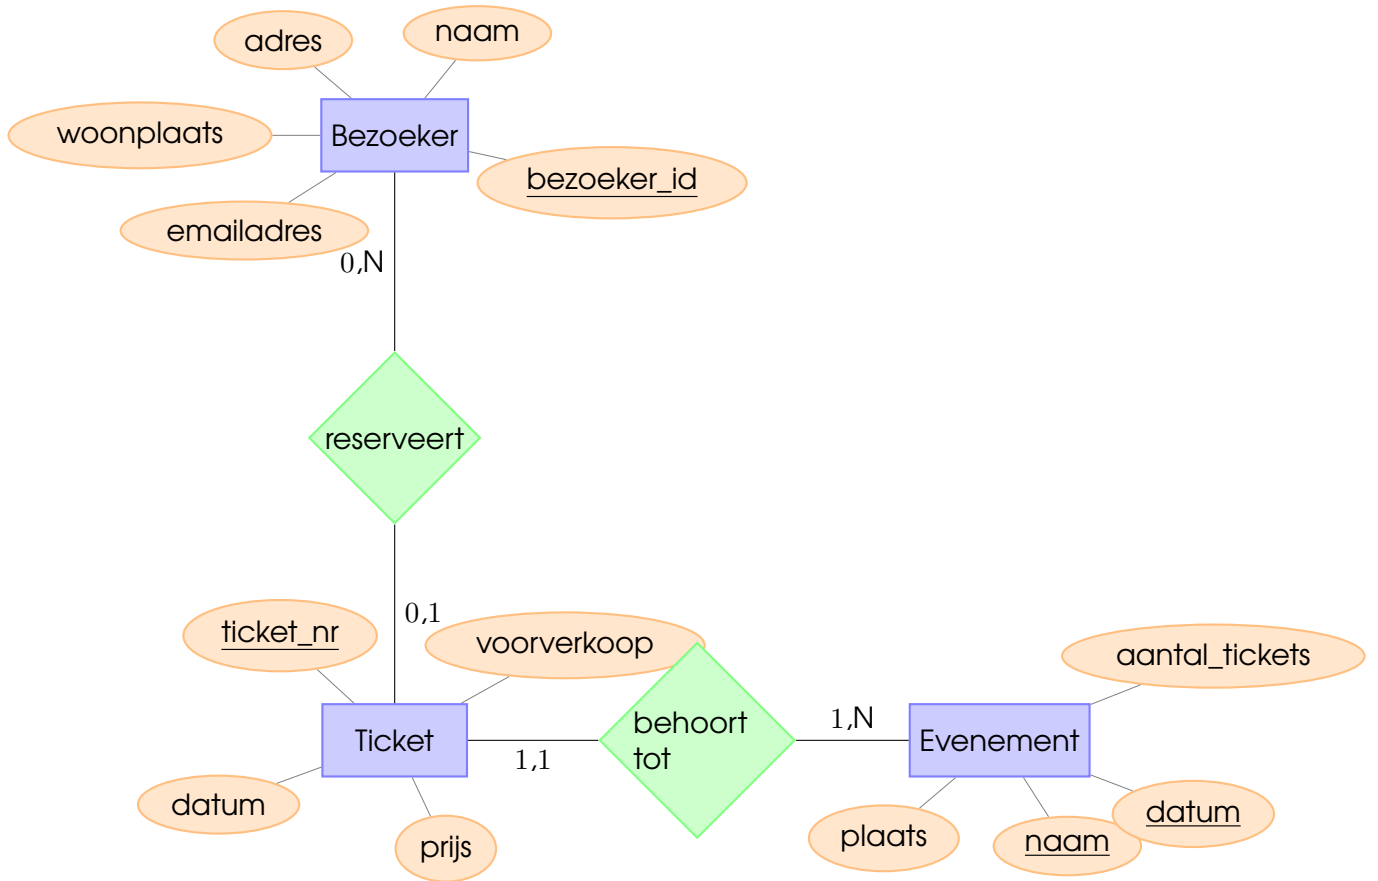 naam
adres
woonplaats
Bezoeker
bezoeker_id
emailadres
0,N
reserveert
0,1
ticket_nr
voorverkoop
aantal_tickets
1,N
behoort
tot
Ticket
Evenement
1,1
datum
datum
plaats
naam
prijs